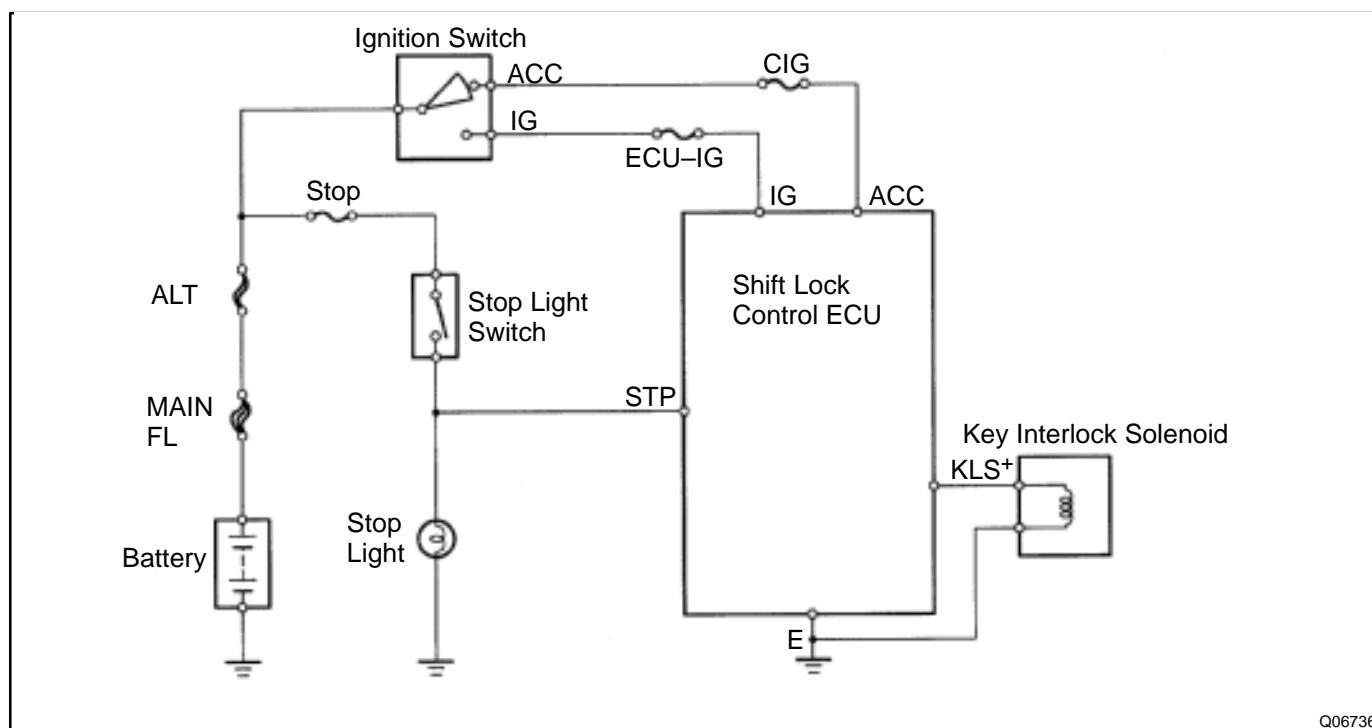 Ignition Switch
ACC
CIG
IG
ECU–IG
Stop
IG
ACC
ALT
Stop Light
Switch
Shift Lock
Control ECU
MAIN
FL
STP
Key Interlock Solenoid
KLS+
Stop
Light
Battery
E
Q06736